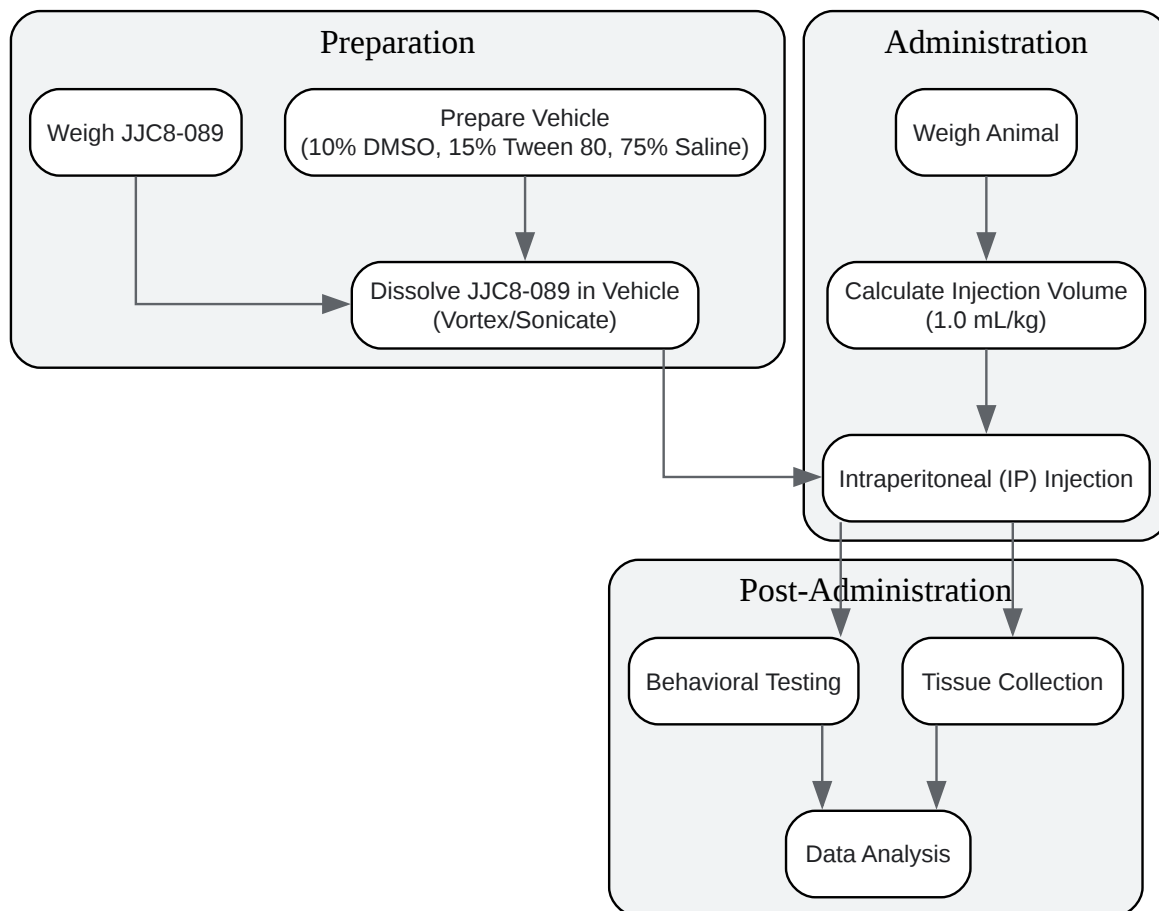 Preparation
Weigh JJC8-089
Prepare Vehicle
(10% DMSO, 15% Tween 80, 75% Saline)
Dissolve JJC8-089 in Vehicle
(Vortex/Sonicate)
Administration
Weigh Animal
Calculate Injection Volume
(1.0 mL/kg)
Intraperitoneal (IP) Injection
Post-Administration
Behavioral Testing
Tissue Collection
Data Analysis